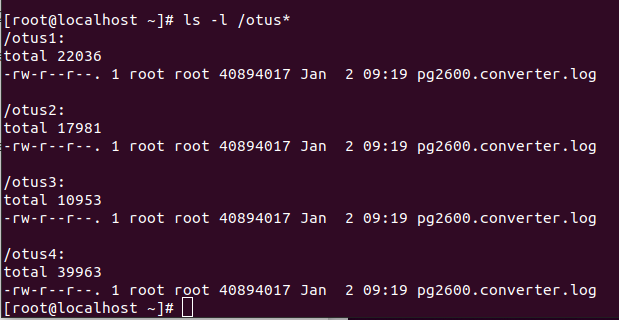 [root@localhost ~]# ls -l /otus*
/otus1:
total 22036
-rw-r--r--. 1 root root 40894017 Jan  2 09:19 pg2600.converter.log

/otus2:
total 17981
-rw-r--r--. 1 root root 40894017 Jan  2 09:19 pg2600.converter.log

/otus3:
total 10953
-rw-r--r--. 1 root root 40894017 Jan  2 09:19 pg2600.converter.log

/otus4:
total 39963
-rw-r--r--. 1 root root 40894017 Jan  2 09:19 pg2600.converter.log
[root@localhost ~]#